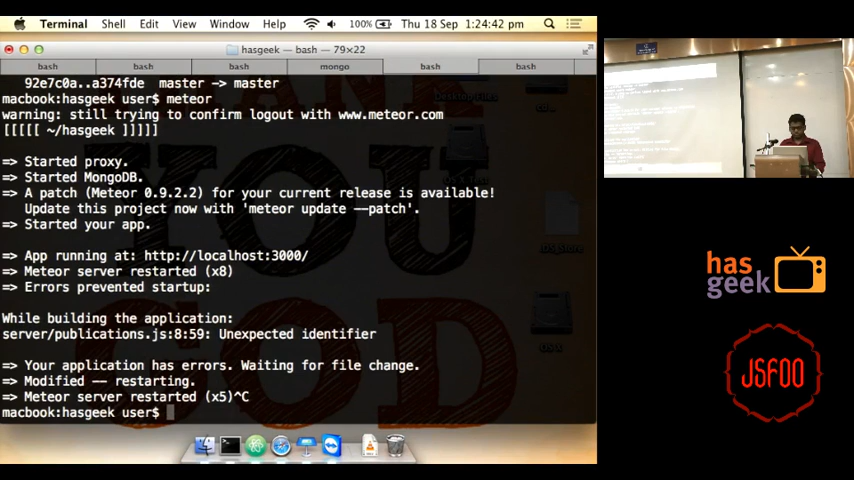 Terminal Shell Edit View Window Help 100% Thu 18 Sep 1:24:42 pm
hasgeek — bash — 79×22
bash bash bash mongo bash bash
92e7c0a..a374fde master -> master
macbook:hasgeek user$ meteor
warning: still trying to confirm logout with www.meteor.com
[[[[[ ~/hasgeek ]]]]]
=> Started proxy.
=> Started MongoDB.
=> A patch (Meteor 0.9.2.2) for your current release is available!
Update this project now with 'meteor update --patch'.
=> Started your app.
=> App running at: http://localhost:3000/
=> Meteor server restarted (x8)
=> Errors prevented startup:
While building the application:
server/publications.js:8:59: Unexpected identifier
=> Your application has errors. Waiting for file change.
=> Modified -- restarting.
=> Meteor server restarted (x5)^C
macbook:hasgeek user$
YOU
GOD
has
geek
JSFOO